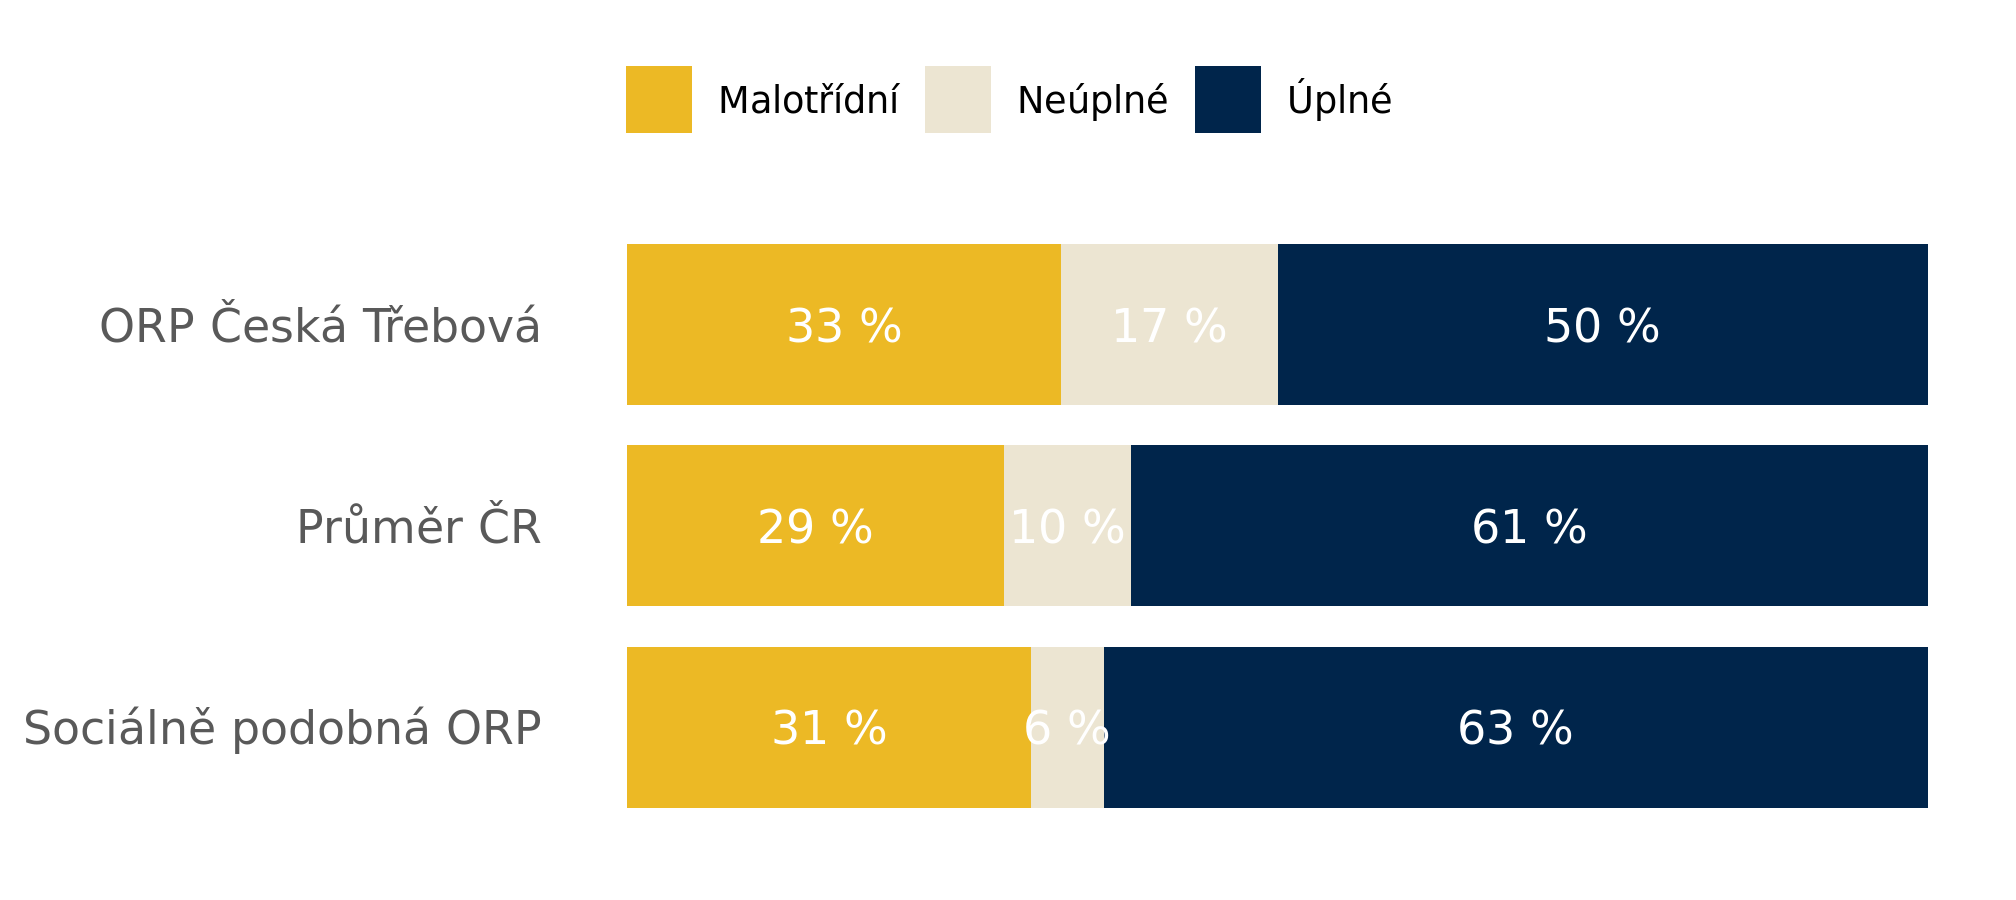 Malotřídní Neúplné Úplné
ORP Česká Třebová 33 % 17 % 50 %
Průměr ČR 29 % 10 % 61 %
Sociálně podobná ORP 31 % 6 % 63 %